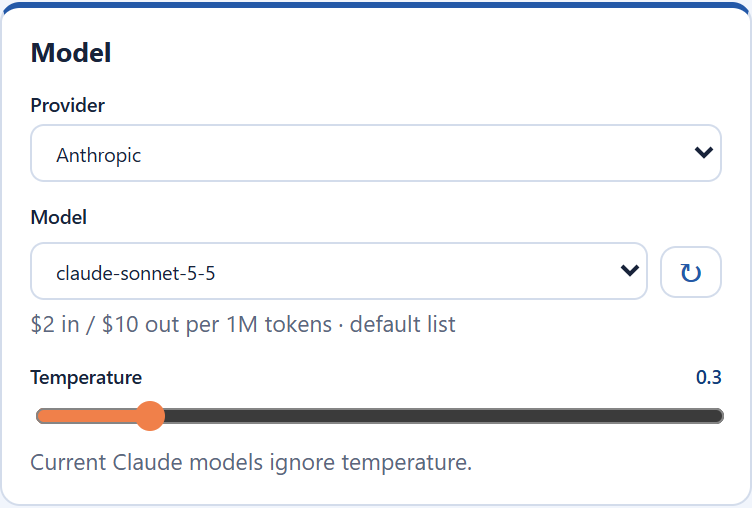 Model
Provider
Anthropic
Model
claude-sonnet-5-5
$2 in / $10 out per 1M tokens · default list
Temperature 0.3
Current Claude models ignore temperature.